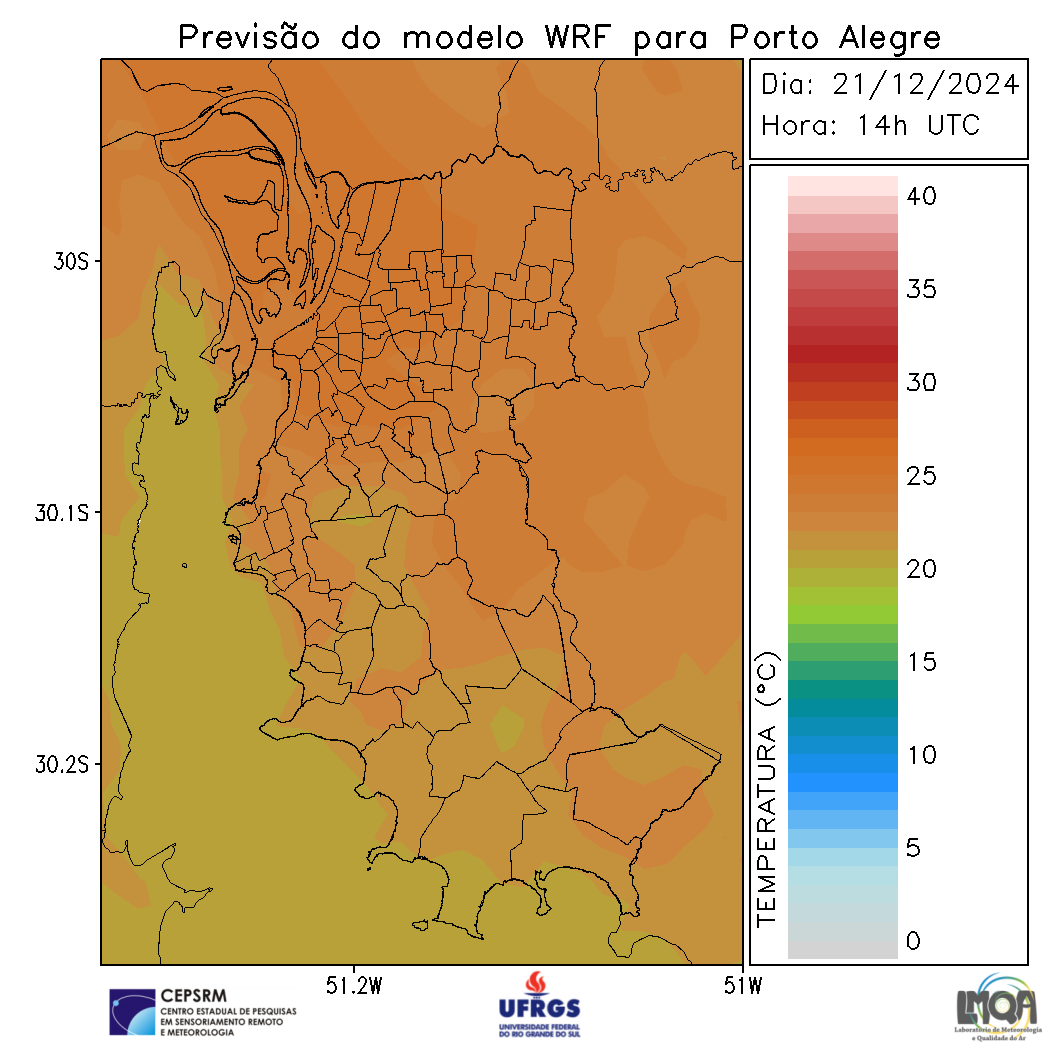 Previsão do modelo WRF para Porto Alegre
Dia: 21/12/2024
Hora: 14h UTC
40
35
30
25
20
15
10
5
0
TEMPERATURA (°C)
30S
30.1S
30.2S
51.2W
51W
CEPSRM
CENTRO ESTADUAL DE PESQUISAS
EM SENSORIAMENTO REMOTO
E METEOROLOGIA
UFRGS
UNIVERSIDADE FEDERAL
DO RIO GRANDE DO SUL
LMQA
Laboratório de Meteorologia
e Qualidade do Ar